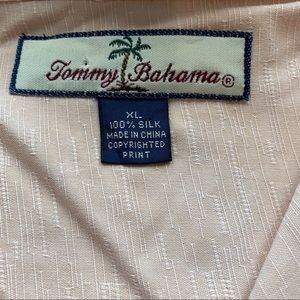 Tommy Bahama®
XL
100% SILK
MADE IN CHINA
COPYRIGHTED
PRINT